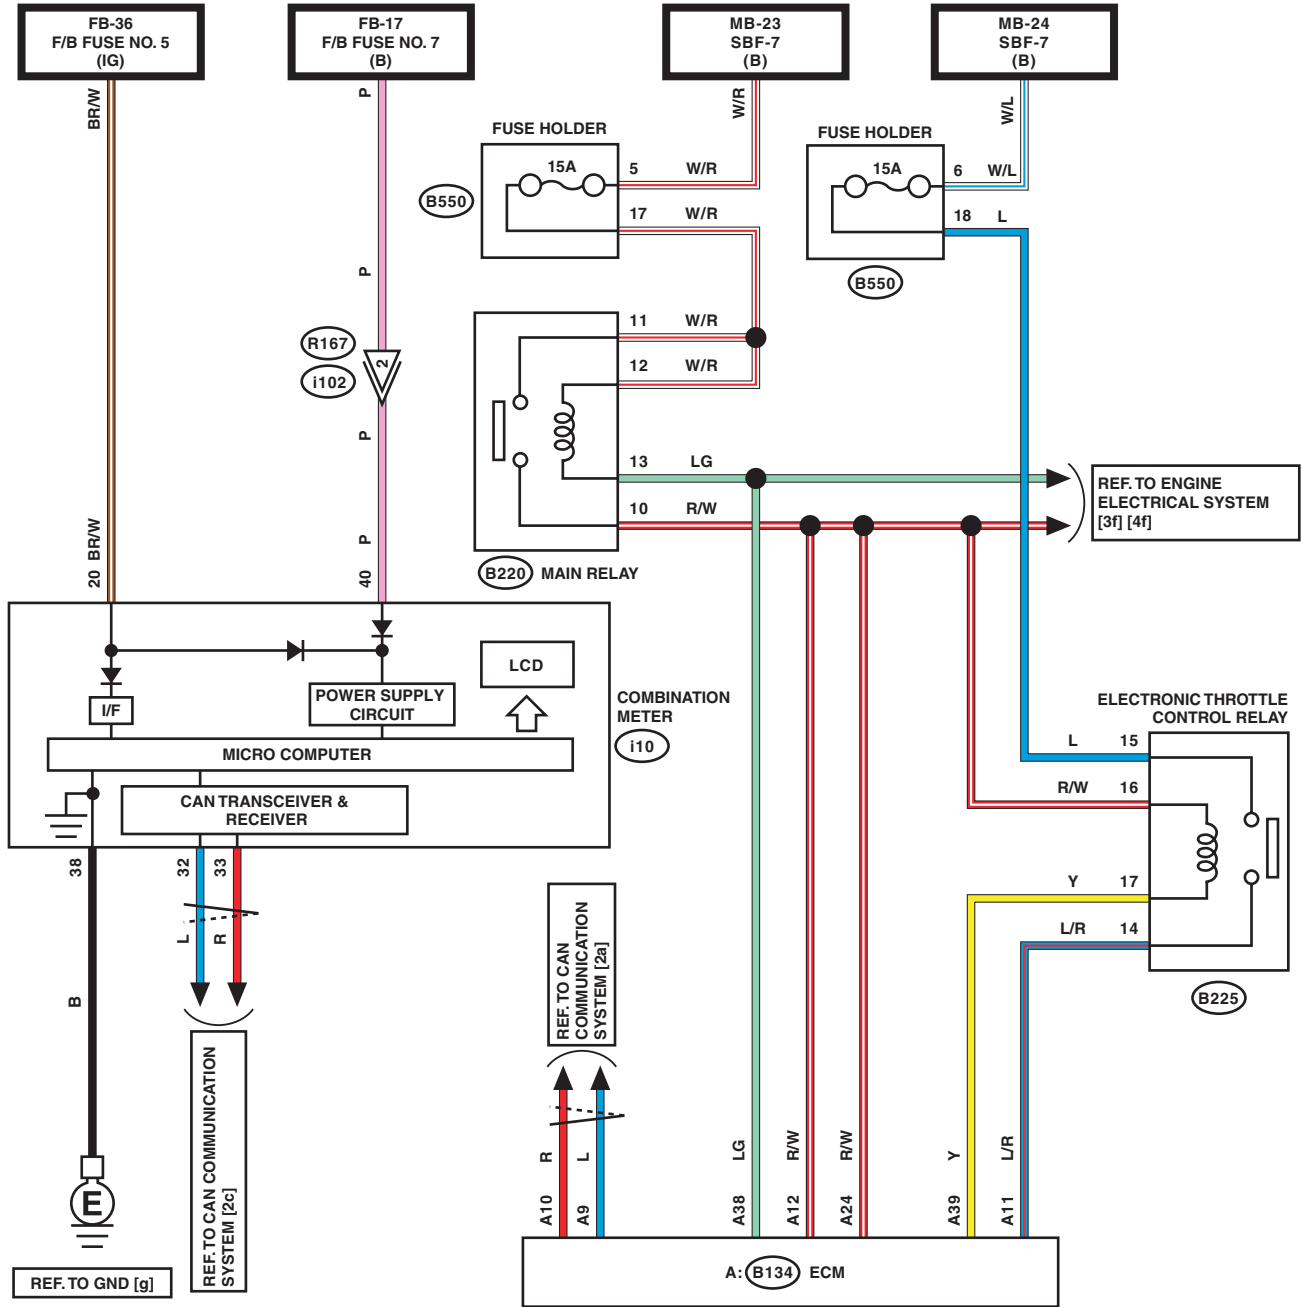 FB-36
F/B FUSE NO. 5
(IG)
FB-17
F/B FUSE NO. 7
(B)
MB-23
SBF-7
(B)
MB-24
SBF-7
(B)
BR/W
P
W/R
W/L
FUSE HOLDER
15A
5 W/R
17 W/R
B550
FUSE HOLDER
15A
6 W/L
18 L
B550
P
R167
i102
2
P
11 W/R
12 W/R
13 LG
10 R/W
B220 MAIN RELAY
REF. TO ENGINE
ELECTRICAL SYSTEM
[3f] [4f]
20 BR/W
40 P
LCD
I/F
POWER SUPPLY
CIRCUIT
MICRO COMPUTER
CAN TRANSCEIVER &
RECEIVER
COMBINATION
METER
i10
ELECTRONIC THROTTLE
CONTROL RELAY
L 15
R/W 16
Y 17
L/R 14
B225
38
32
33
L
R
B
E
REF. TO GND [g]
REF. TO CAN COMMUNICATION
SYSTEM [2c]
REF. TO CAN
COMMUNICATION
SYSTEM [2a]
A10 R
A9 L
A38 LG
A12 R/W
A24 R/W
A39 Y
A11 L/R
A: B134 ECM